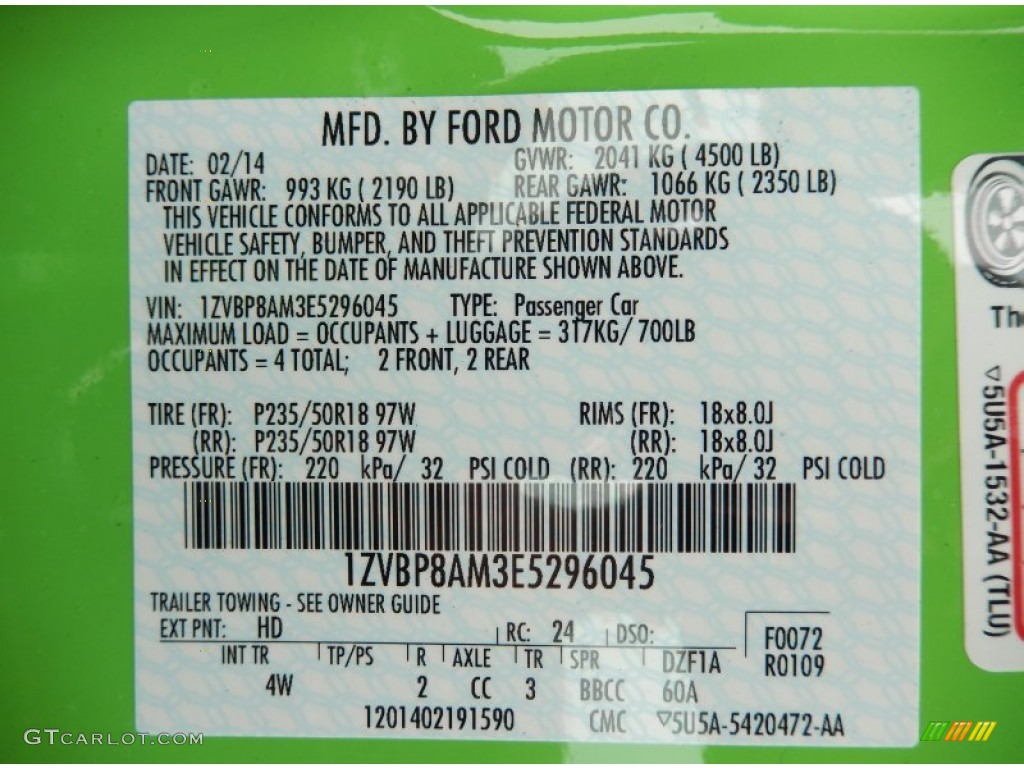 MFD. BY FORD MOTOR CO.
DATE: 02/14 GVWR: 2041 KG ( 4500 LB)
FRONT GAWR: 993 KG ( 2190 LB) REAR GAWR: 1066 KG ( 2350 LB)
THIS VEHICLE CONFORMS TO ALL APPLICABLE FEDERAL MOTOR
VEHICLE SAFETY, BUMPER, AND THEFT PREVENTION STANDARDS
IN EFFECT ON THE DATE OF MANUFACTURE SHOWN ABOVE.
VIN: 1ZVBP8AM3E5296045 TYPE: Passenger Car
MAXIMUM LOAD = OCCUPANTS + LUGGAGE = 317KG/ 700LB
OCCUPANTS = 4 TOTAL; 2 FRONT, 2 REAR
TIRE (FR): P235/50R18 97W RIMS (FR): 18x8.0J
(RR): P235/50R18 97W (RR): 18x8.0J
PRESSURE (FR): 220 kPa/ 32 PSI COLD (RR): 220 kPa/ 32 PSI COLD
1ZVBP8AM3E5296045
TRAILER TOWING - SEE OWNER GUIDE
EXT PNT: HD RC: 24 DSO: F0072
INT TR TP/PS R AXLE TR SPR DZF1A R0109
4W 2 CC 3 BBCC 60A
1201402191590 CMC ▽5U5A-5420472-AA
▽5U5A-1532-AA (TLU)
GTCARLOT.COM